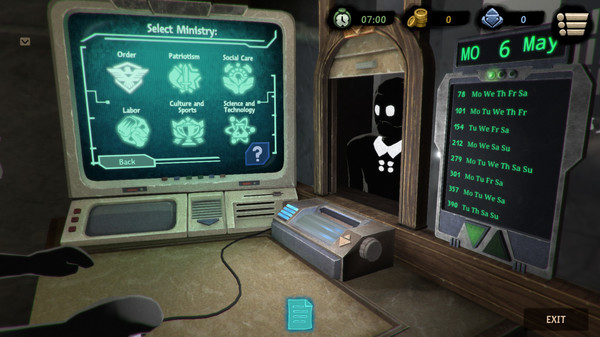 Select Ministry:
Order
Patriotism
Social Care
Labor
Culture and Sports
Science and Technology
Back
?
07:00
0
0
MO 6 May
78 Mo We Th Fr Sa
101 Mo Tu We Th Fr
154 Tu We Fr Sa
212 Mo We Sa Su
279 Mo Tu We Th Sa Su
301 Mo Tu Fr Sa
357 Mo Tu We Sa
390 Tu Th Sa Su
EXIT